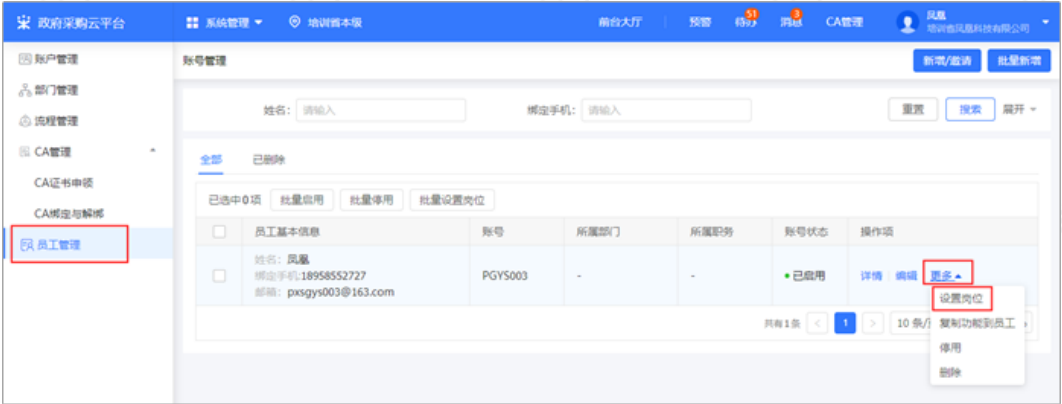 政府采购云平台
系统管理
培训省本级
前台大厅
预警
待办
51
消息
3
CA管理
凤凰
培训省凤凰科技有限公司
账户管理
部门管理
流程管理
CA管理
CA证书申领
CA绑定与解绑
员工管理
账号管理
新增/邀请
批量新增
姓名：
请输入
绑定手机：
请输入
重置
搜索
展开
全部
已删除
已选中0项
批量启用
批量停用
批量设置岗位
员工基本信息
账号
所属部门
所属职务
账号状态
操作项
姓名：凤凰
绑定手机:18958552727
邮箱：pxsgys003@163.com
PGYS003
-
-
已启用
详情
编辑
更多
设置岗位
复制功能到员工
停用
删除
共有1条
<
1
>
10 条/